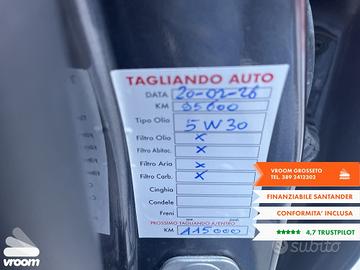 TAGLIANDO AUTO
DATA 20-02-26
KM 95000
Tipo Olio 5W30
Filtro Olio x
Filtro Abitac. x
Filtro Aria x
Filtro Carb. x
Cinghia
Candele
Freni
PROSSIMO TAGLIANDO A/ENTRO
KM 115000
VROOM GROSSETO
TEL. 389 2412302
FINANZIABILE SANTANDER
CONFORMITA' INCLUSA
4,7 TRUSTPILOT
subito
vroom